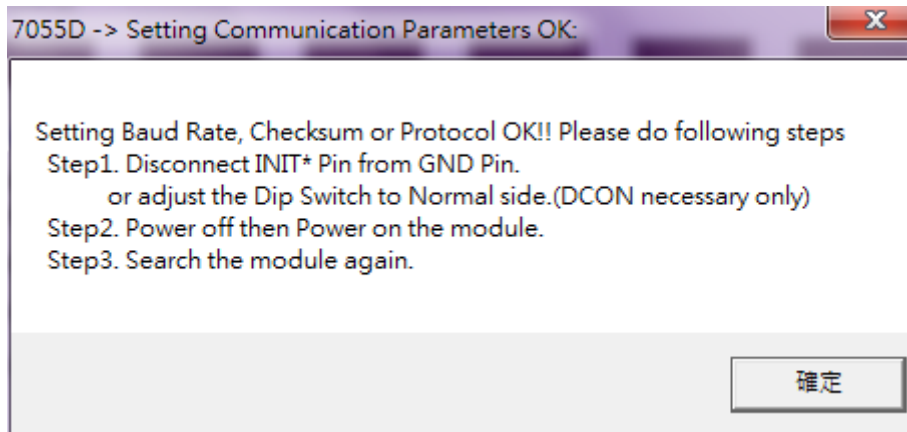 7055D -> Setting Communication Parameters OK:
Setting Baud Rate, Checksum or Protocol OK!! Please do following steps
Step1. Disconnect INIT* Pin from GND Pin.
or adjust the Dip Switch to Normal side.(DCON necessary only)
Step2. Power off then Power on the module.
Step3. Search the module again.
確定